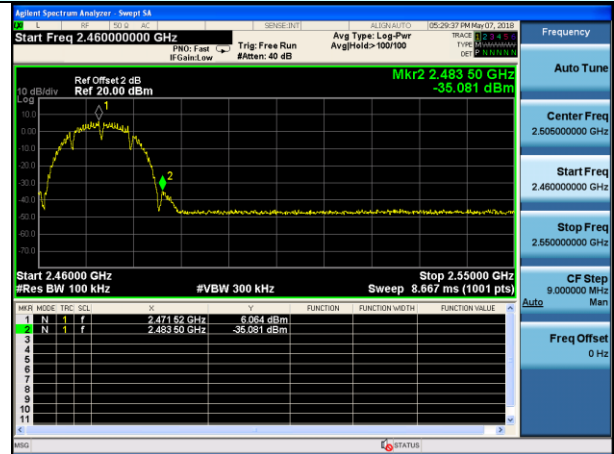 Agilent Spectrum Analyzer - Swept SA
L RF 50 Ω AC SENSE:INT ALIGN AUTO 05:29:37 PM May 07, 2018
Start Freq 2.460000000 GHz
PNO: Fast
IFGain:Low
Trig: Free Run
#Atten: 40 dB
Avg Type: Log-Pwr
Avg|Hold:>100/100
TRACE 1 2 3 4 5 6
TYPE M
DET P N N N N N
Frequency
Auto Tune
Center Freq
2.505000000 GHz
Start Freq
2.460000000 GHz
Stop Freq
2.550000000 GHz
CF Step
9.000000 MHz
Auto Man
Freq Offset
0 Hz
Ref Offset 2 dB
10 dB/div Ref 20.00 dBm
Log
Mkr2 2.483 50 GHz
-35.081 dBm
1
2
10.0
0.00
-10.0
-20.0
-30.0
-40.0
-50.0
-60.0
-70.0
Start 2.46000 GHz Stop 2.55000 GHz
#Res BW 100 kHz #VBW 300 kHz Sweep 8.667 ms (1001 pts)
MKR MODE TRC SCL X Y FUNCTION FUNCTION WIDTH FUNCTION VALUE
1 N 1 f 2.471 52 GHz 6.064 dBm
2 N 1 f 2.483 50 GHz -35.081 dBm
3
4
5
6
7
8
9
10
11
MSG STATUS